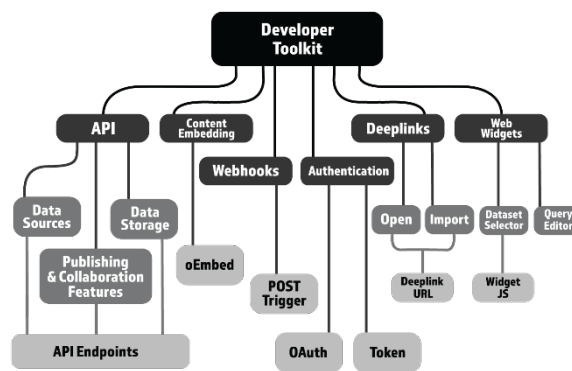 Developer
Toolkit
API
Content
Embedding
Deeplinks
Web
Widgets
Webhooks
Authentication
Data
Sources
Data
Storage
Open
Import
Dataset
Selector
Query
Editor
Publishing
& Collaboration
Features
oEmbed
POST
Trigger
Deeplink
URL
Widget
JS
API Endpoints
OAuth
Token